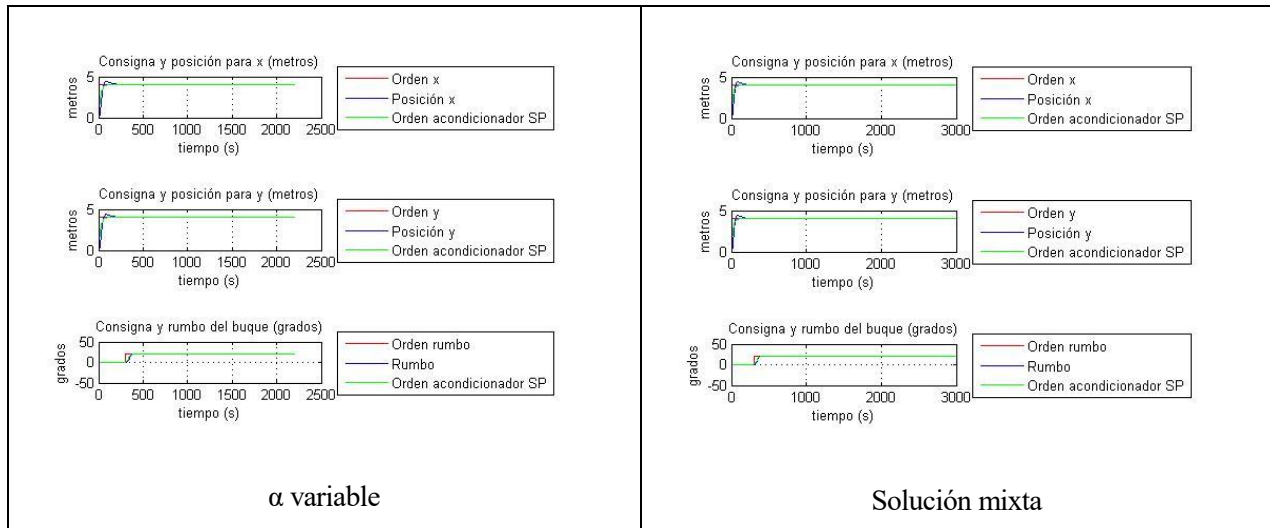 Consigna y posición para x (metros)
5
0
metros
0 500 1000 1500 2000 2500
tiempo (s)
Orden x
Posición x
Orden acondicionador SP
Consigna y posición para y (metros)
5
0
metros
0 500 1000 1500 2000 2500
tiempo (s)
Orden y
Posición y
Orden acondicionador SP
Consigna y rumbo del buque (grados)
50
0
-50
grados
0 500 1000 1500 2000 2500
tiempo (s)
Orden rumbo
Rumbo
Orden acondicionador SP
α variable
Consigna y posición para x (metros)
5
0
metros
0 1000 2000 3000
tiempo (s)
Orden x
Posición x
Orden acondicionador SP
Consigna y posición para y (metros)
5
0
metros
0 1000 2000 3000
tiempo (s)
Orden y
Posición y
Orden acondicionador SP
Consigna y rumbo del buque (grados)
50
0
-50
grados
0 1000 2000 3000
tiempo (s)
Orden rumbo
Rumbo
Orden acondicionador SP
Solución mixta